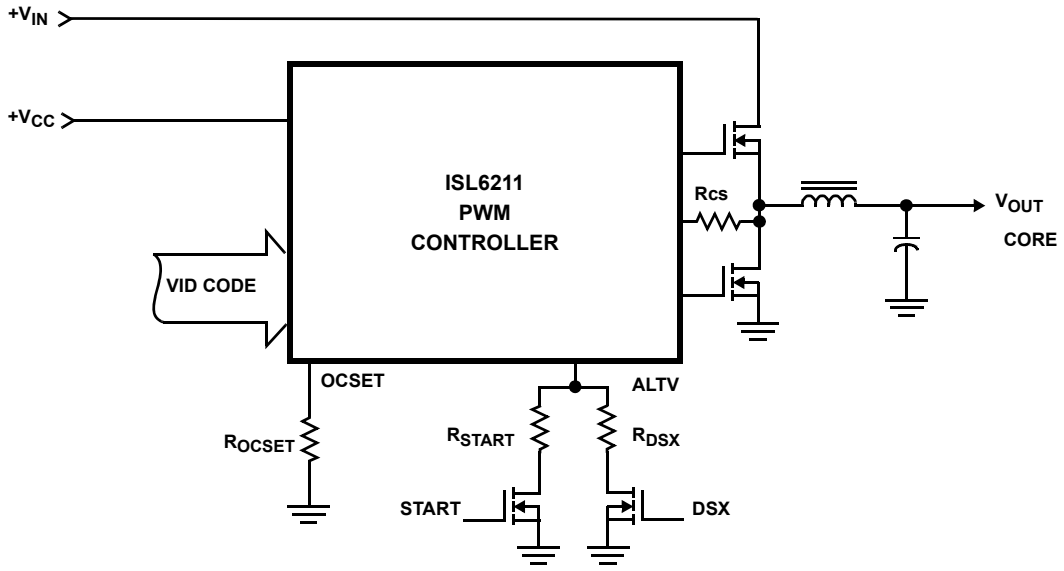 +VIN
+VCC
ISL6211
PWM
CONTROLLER
RCS
VOUT
CORE
VID CODE
OCSET
ALTV
ROCSET
RSTART
RDSX
START
DSX